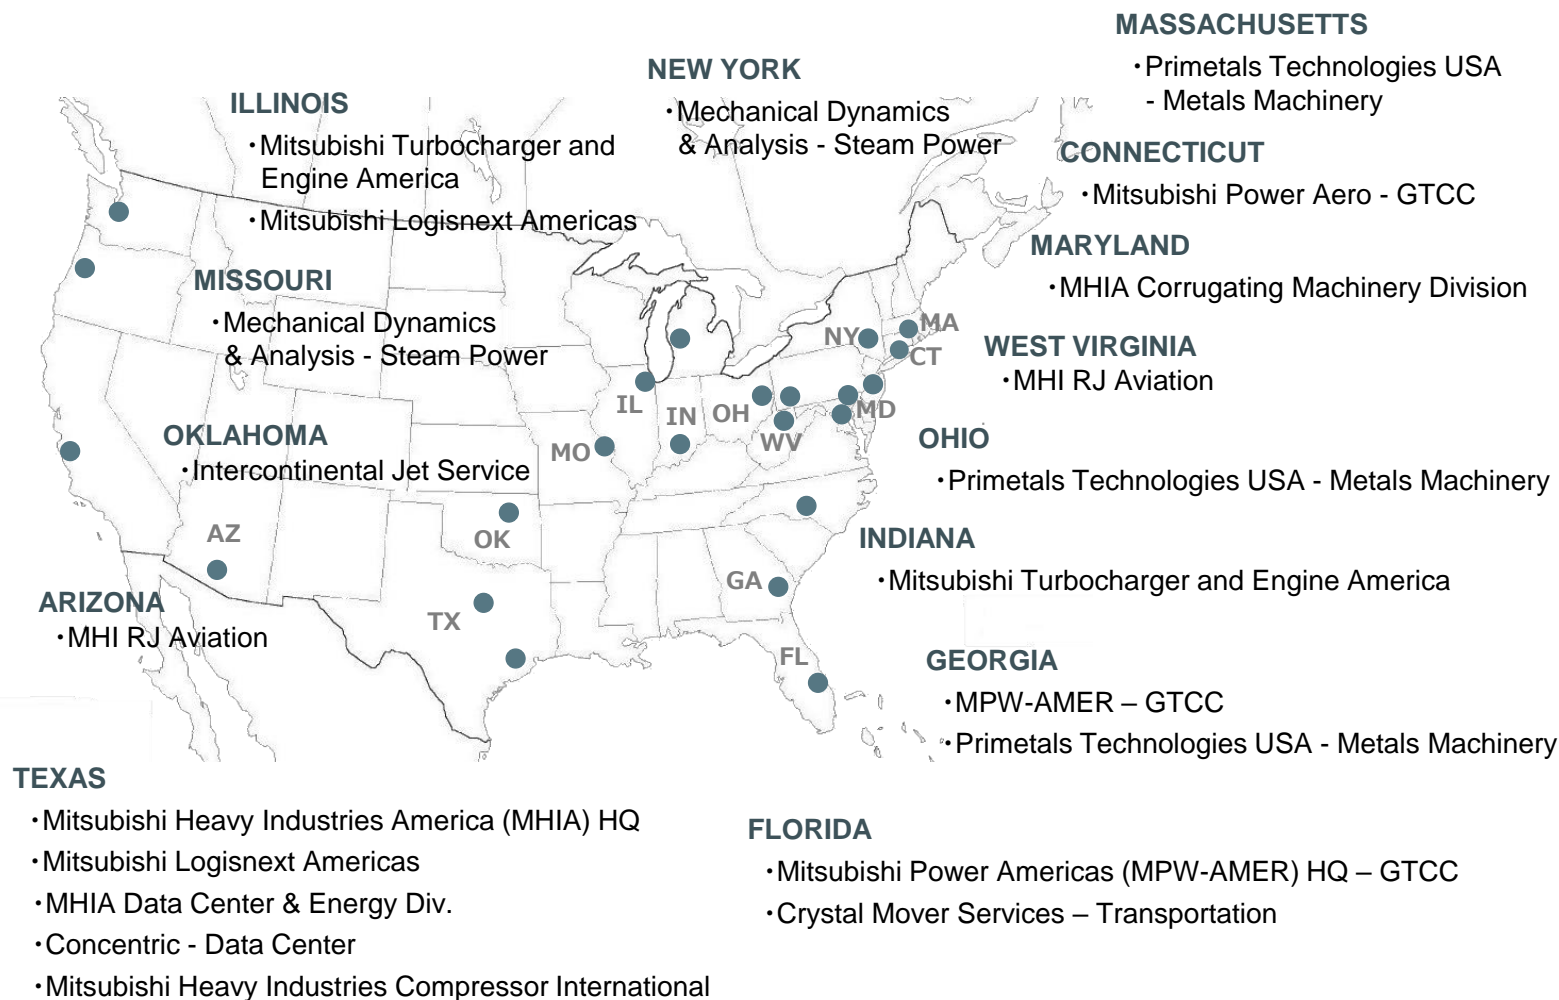 MASSACHUSETTS
・Primetals Technologies USA
- Metals Machinery
NEW YORK
・Mechanical Dynamics
& Analysis - Steam Power
ILLINOIS
・Mitsubishi Turbocharger and
Engine America
・Mitsubishi Logisnext Americas
CONNECTICUT
・Mitsubishi Power Aero - GTCC
MARYLAND
・MHIA Corrugating Machinery Division
MISSOURI
・Mechanical Dynamics
& Analysis - Steam Power
WEST VIRGINIA
・MHI RJ Aviation
OKLAHOMA
・Intercontinental Jet Service
OHIO
・Primetals Technologies USA - Metals Machinery
INDIANA
・Mitsubishi Turbocharger and Engine America
ARIZONA
・MHI RJ Aviation
GEORGIA
・MPW-AMER – GTCC
・Primetals Technologies USA - Metals Machinery
TEXAS
・Mitsubishi Heavy Industries America (MHIA) HQ
・Mitsubishi Logisnext Americas
・MHIA Data Center & Energy Div.
・Concentric - Data Center
・Mitsubishi Heavy Industries Compressor International
FLORIDA
・Mitsubishi Power Americas (MPW-AMER) HQ – GTCC
・Crystal Mover Services – Transportation
NY
MA
CT
IL
IN
OH
MD
WV
MO
AZ
OK
GA
TX
FL